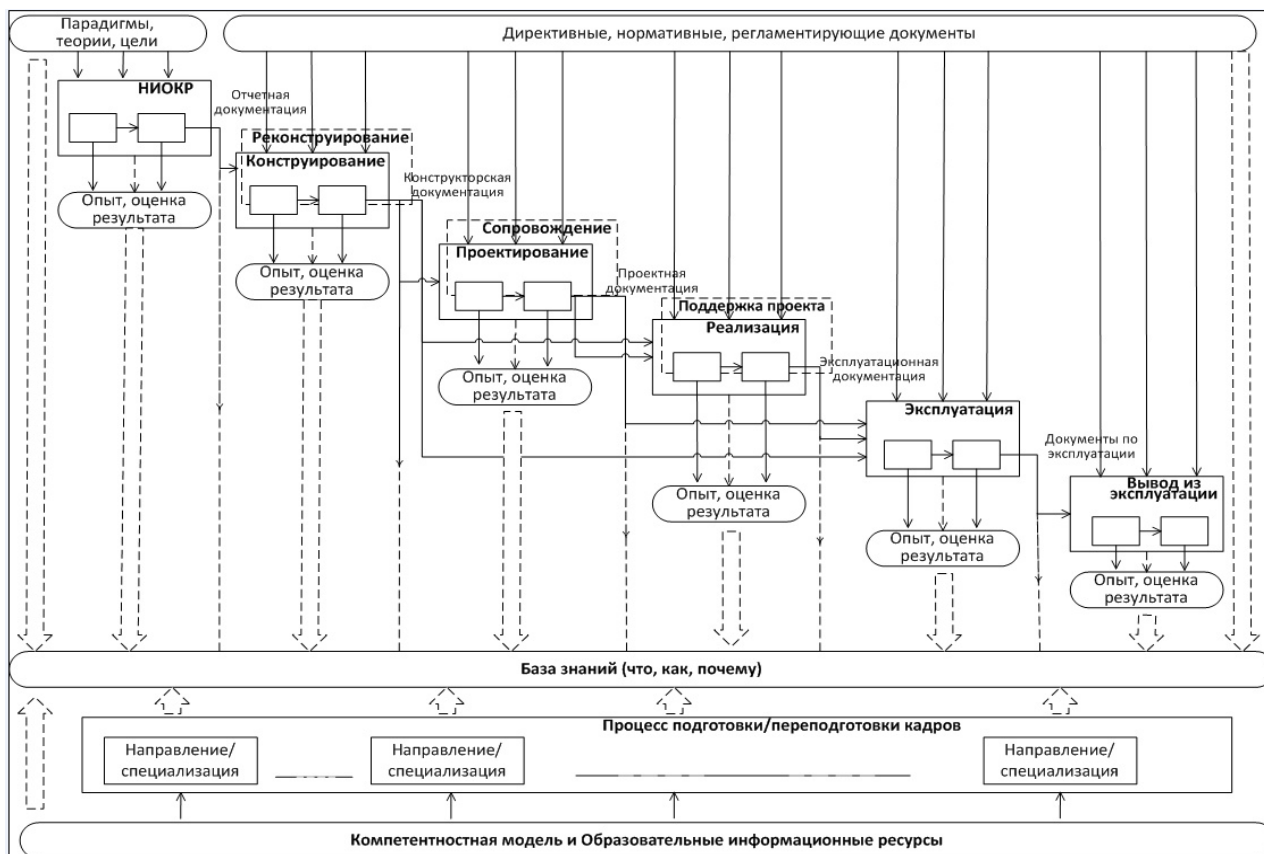 Парадигмы,
теории, цели
Директивные, нормативные, регламентирующие документы
НИОКР
Отчетная
документация
Опыт, оценка
результата
Реконструирование
Конструирование
Конструкторская
документация
Опыт, оценка
результата
Сопровождение
Проектирование
Проектная
документация
Опыт, оценка
результата
Поддержка проекта
Реализация
Эксплуатационная
документация
Опыт, оценка
результата
Эксплуатация
Документы по
эксплуатации
Опыт, оценка
результата
Вывод из
эксплуатации
Опыт, оценка
результата
База знаний (что, как, почему)
Процесс подготовки/переподготовки кадров
Направление/
специализация
Направление/
специализация
Направление/
специализация
Компетентностная модель и Образовательные информационные ресурсы